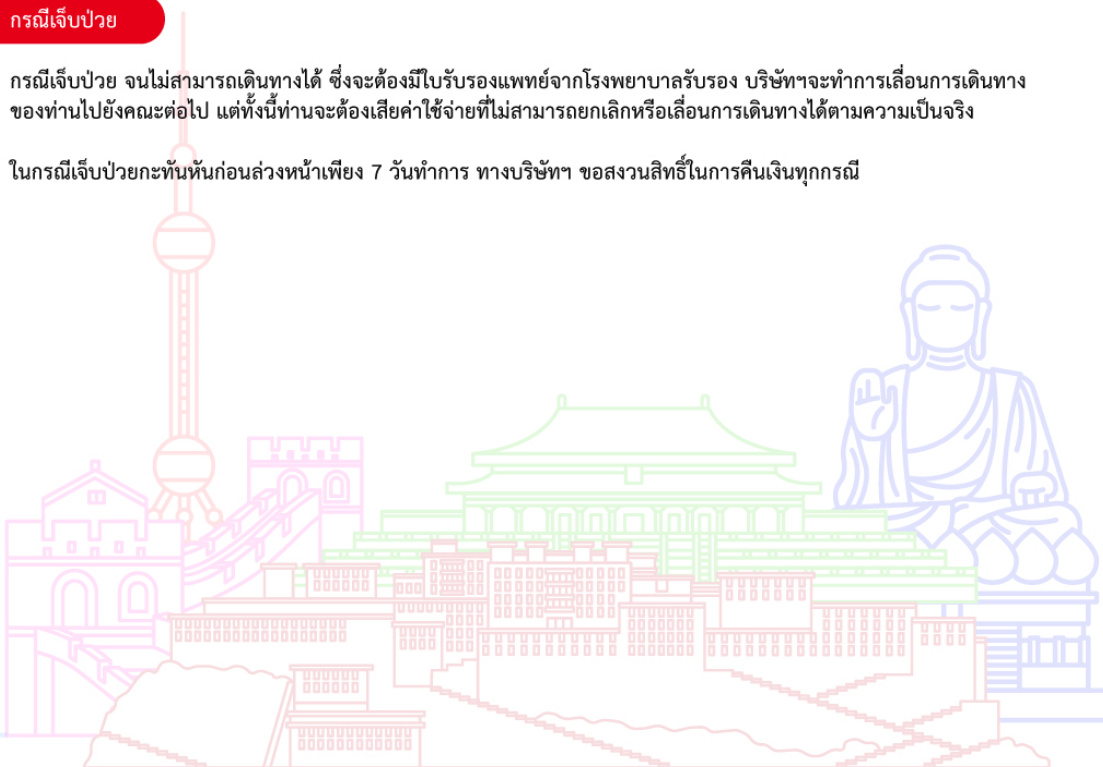 กรณีเจ็บป่วย
กรณีเจ็บป่วย จนไม่สามารถเดินทางได้ ซึ่งจะต้องมีใบรับรองแพทย์จากโรงพยาบาลรับรอง บริษัทฯจะทำการเลื่อนการเดินทาง
ของท่านไปยังคณะต่อไป แต่ทั้งนี้ท่านจะต้องเสียค่าใช้จ่ายที่ไม่สามารถยกเลิกหรือเลื่อนการเดินทางได้ตามความเป็นจริง
ในกรณีเจ็บป่วยกะทันหันก่อนล่วงหน้าเพียง 7 วันทำการ ทางบริษัทฯ ขอสงวนสิทธิ์ในการคืนเงินทุกกรณี